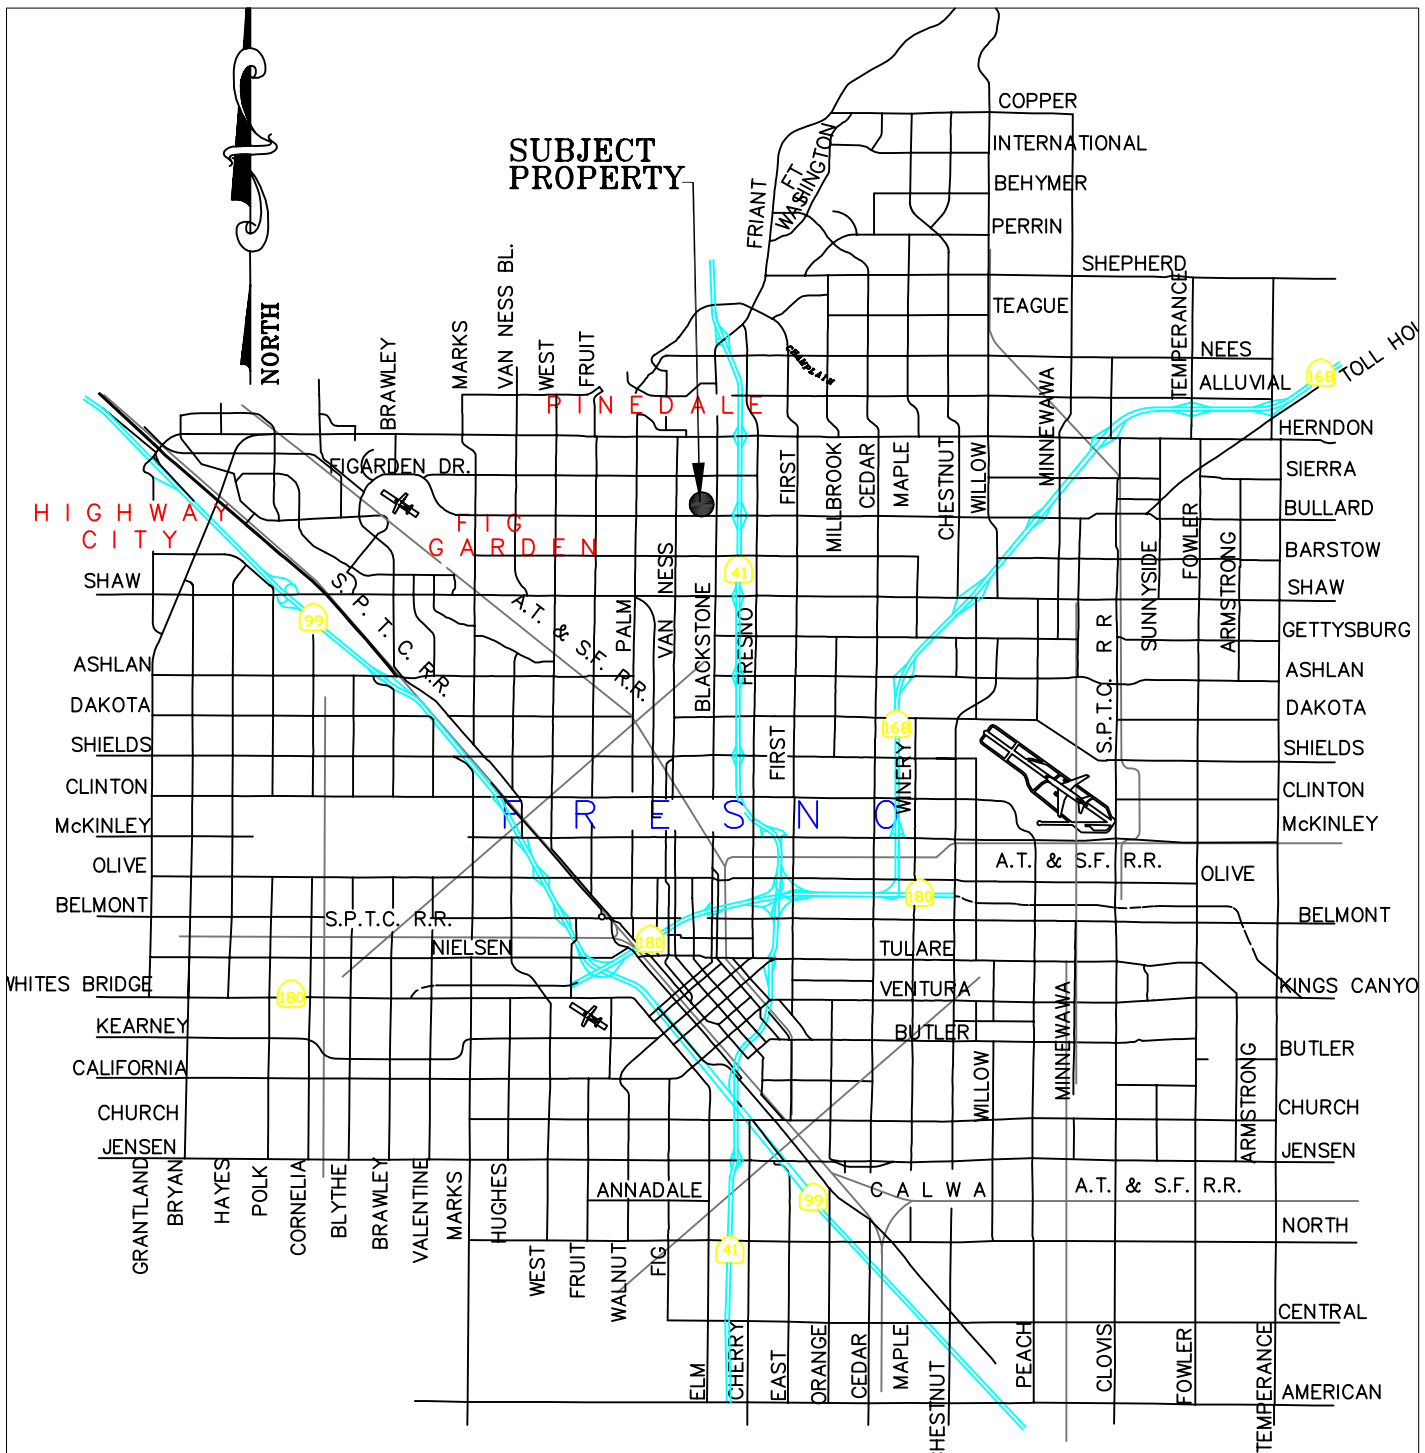 COPPER
INTERNATIONAL
FT
WASHINGTON
SUBJECT
PROPERTY
BEHYMER
FRIANT
PERRIN
SHEPHERD
TEMPERANCE
TEAGUE
NORTH
BRAWLEY
MARKS
VAN NESS BL.
WEST
FRUIT
CHAMPLAIN
NEES
ALLUVIAL
168
TOLL HOU
PINEDALE
HERNDON
FIGARDEN DR.
FIRST
MILLBROOK
CEDAR
MAPLE
CHESTNUT
WILLOW
MINNEWAWA
SIERRA
BULLARD
HIGHWAY
CITY
FIG
GARDEN
SUNNYSIDE
FOWLER
ARMSTRONG
BARSTOW
SHAW
SHAW
99
S. P. T. C. R.R.
A.T. & S.F. R.R.
PALM
VAN NESS
BLACKSTONE
41
FRESNO
S.P.T.C. R R
GETTYSBURG
ASHLAN
ASHLAN
DAKOTA
DAKOTA
SHIELDS
FIRST
168
WINERY
SHIELDS
CLINTON
CLINTON
FRESNO
McKINLEY
McKINLEY
OLIVE
A.T. & S.F. R.R.
OLIVE
BELMONT
180
BELMONT
S.P.T.C. R.R.
NIELSEN
180
TULARE
WHITES BRIDGE
180
VENTURA
MINNEWAWA
KINGS CANYO
KEARNEY
BUTLER
BUTLER
CALIFORNIA
WILLOW
ARMSTRONG
CHURCH
CHURCH
JENSEN
JENSEN
GRANTLAND
BRYAN
HAYES
POLK
CORNELIA
BLYTHE
BRAWLEY
VALENTINE
MARKS
HUGHES
ANNADALE
99
CALWA
A.T. & S.F. R.R.
NORTH
WEST
FRUIT
WALNUT
FIG
41
CENTRAL
ELM
CHERRY
EAST
ORANGE
CEDAR
MAPLE
CHESTNUT
PEACH
CLOVIS
FOWLER
TEMPERANCE
AMERICAN